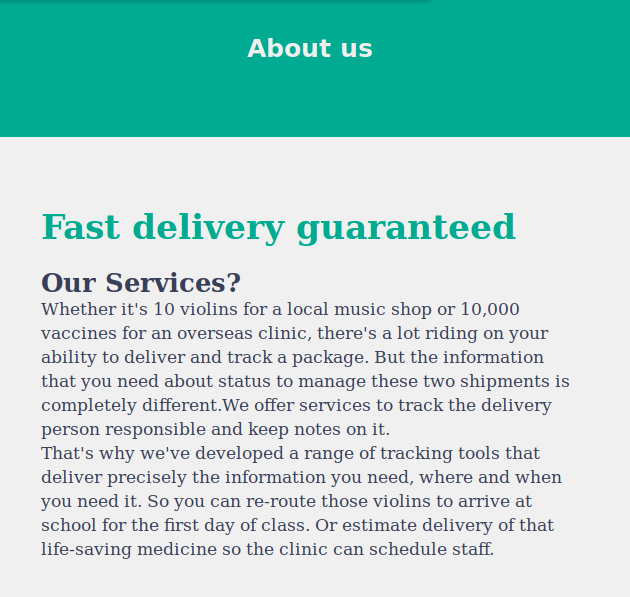 About us
Fast delivery guaranteed
Our Services?
Whether it's 10 violins for a local music shop or 10,000
vaccines for an overseas clinic, there's a lot riding on your
ability to deliver and track a package. But the information
that you need about status to manage these two shipments is
completely different.We offer services to track the delivery
person responsible and keep notes on it.
That's why we've developed a range of tracking tools that
deliver precisely the information you need, where and when
you need it. So you can re-route those violins to arrive at
school for the first day of class. Or estimate delivery of that
life-saving medicine so the clinic can schedule staff.